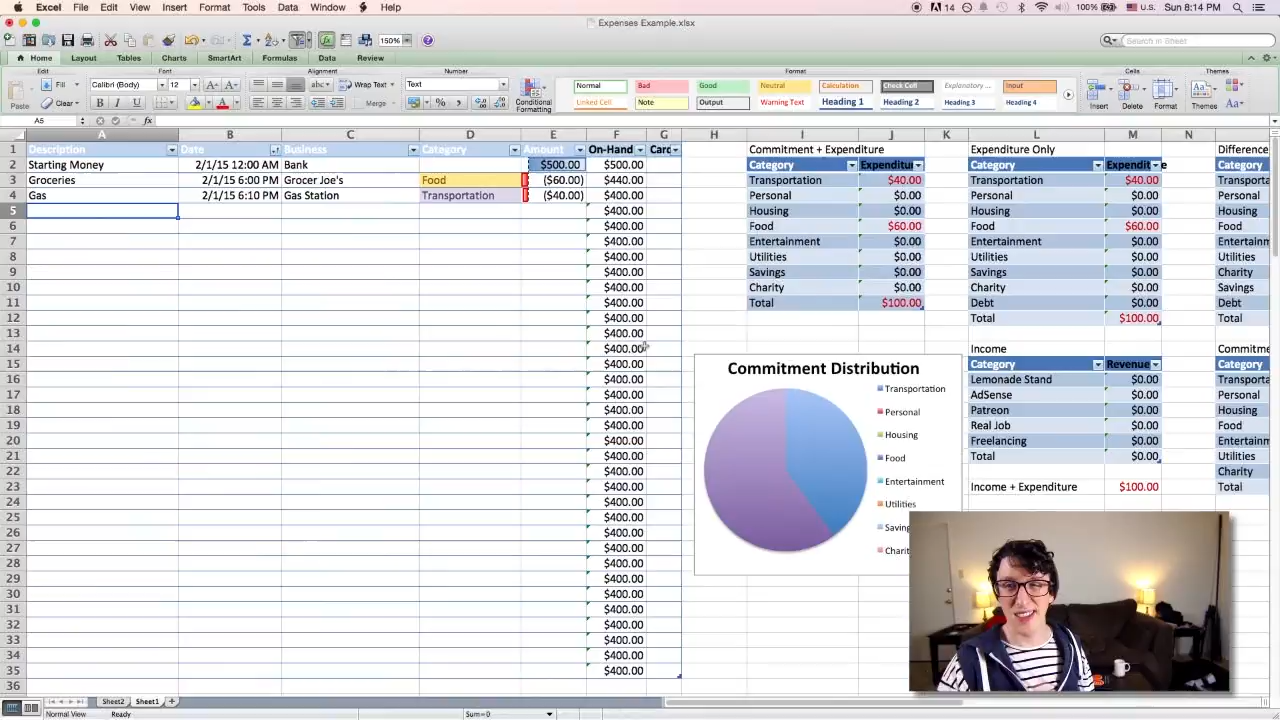 Excel File Edit View Insert Format Tools Data Window Help 14 100% U.S. Sun 8:14 PM
Expenses Example.xlsx
150% Search in Sheet
Home Layout Tables Charts SmartArt Formulas Data Review
Edit Font Alignment Number Format Cells Themes
Paste Fill Calibri (Body) 12 abc Wrap Text Text Normal Bad Good Neutral Calculation Check Cell Explanatory ... Input
Clear B I U A Merge % Conditional Formatting Linked Cell Note Output Warning Text Heading 1 Heading 2 Heading 3 Heading 4 Insert Delete Format Themes Aa
A5 fx
A B C D E F G H I J K L M N
1 Description Date Business Category Amount On-Hand Card Commitment + Expenditure Expenditure Only Difference
2 Starting Money 2/1/15 12:00 AM Bank $500.00 $500.00 Category Expenditu Category Expendit e Category
3 Groceries 2/1/15 6:00 PM Grocer Joe's Food ($60.00) $440.00 Transportation $40.00 Transportation $40.00 Transporta
4 Gas 2/1/15 6:10 PM Gas Station Transportation ($40.00) $400.00 Personal $0.00 Personal $0.00 Personal
5 $400.00 Housing $0.00 Housing $0.00 Housing
6 $400.00 Food $60.00 Food $60.00 Food
7 $400.00 Entertainment $0.00 Entertainment $0.00 Entertainm
8 $400.00 Utilities $0.00 Utilities $0.00 Utilities
9 $400.00 Savings $0.00 Savings $0.00 Charity
10 $400.00 Charity $0.00 Charity $0.00 Savings
11 $400.00 Total $100.00 Debt $0.00 Debt
12 $400.00 Total $100.00 Total
13 $400.00
14 $400.00 Income Commitme
15 $400.00 Category Revenue Category
16 $400.00 Lemonade Stand $0.00 Transporta
17 $400.00 AdSense $0.00 Personal
18 $400.00 Patreon $0.00 Housing
19 $400.00 Real Job $0.00 Food
20 $400.00 Freelancing $0.00 Entertainm
21 $400.00 Total $0.00 Utilities
22 $400.00 Charity
23 $400.00 Income + Expenditure $100.00 Total
24 $400.00
25 $400.00
26 $400.00
27 $400.00
28 $400.00
29 $400.00
30 $400.00
31 $400.00
32 $400.00
33 $400.00
34 $400.00
35 $400.00
36
Commitment Distribution
Transportation
Personal
Housing
Food
Entertainment
Utilities
Saving
Charit
Sheet2 Sheet1
Normal View Ready Sum=0